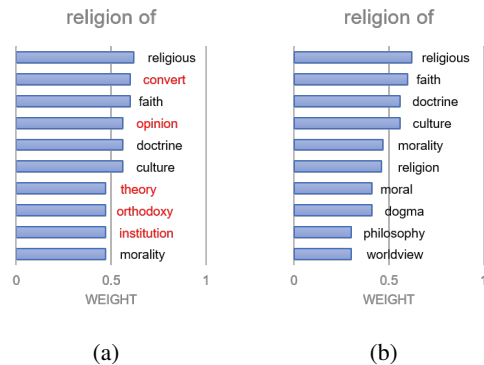 religion of
religious
convert
faith
opinion
doctrine
culture
theory
orthodoxy
institution
morality
0 0.5 1
WEIGHT
(a)
religion of
religious
faith
doctrine
culture
morality
religion
moral
dogma
philosophy
worldview
0 0.5 1
WEIGHT
(b)